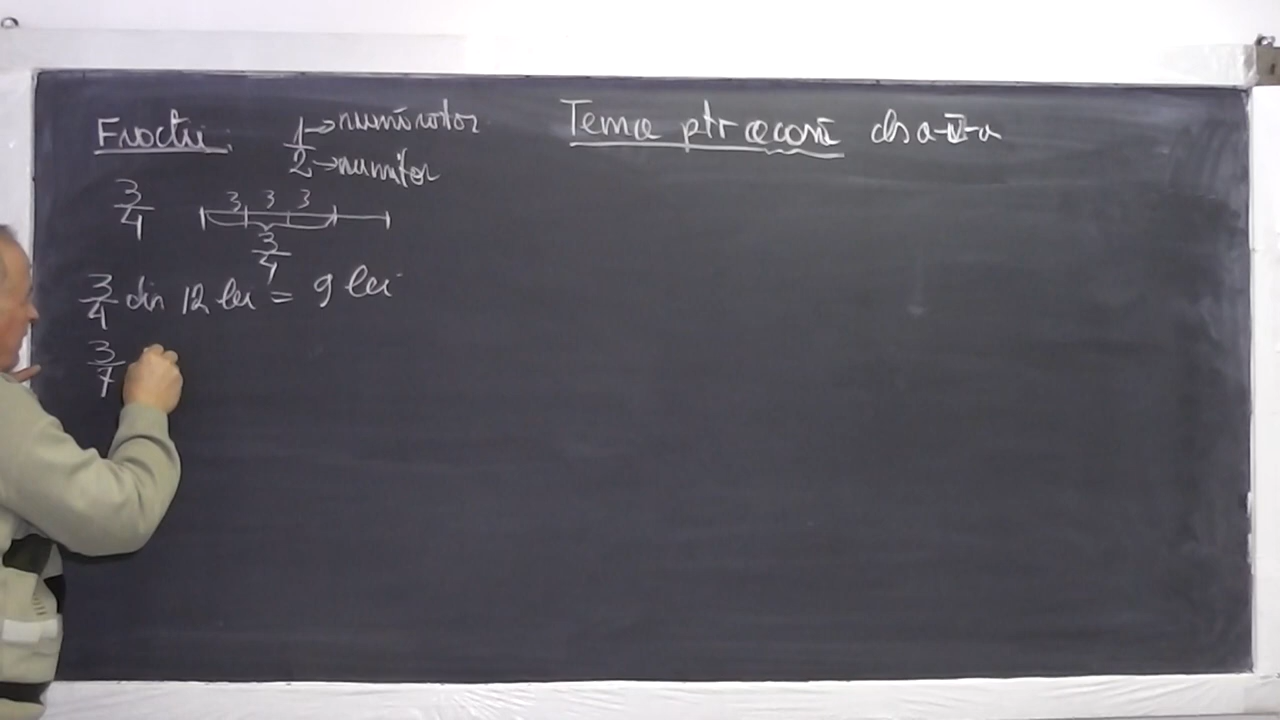 Fracții:
1 → numărător
2 → numitor
Tema ptr acasă cls a-V-a
3/4
3 3 3
3/4
3/4 din 12 lei = 9 lei
3/7